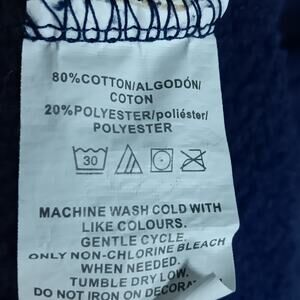 80%COTTON/ALGODÓN/
COTON
20%POLYESTER/poliéster/
POLYESTER
30
MACHINE WASH COLD WITH
LIKE COLOURS.
GENTLE CYCLE.
ONLY NON-CHLORINE BLEACH
WHEN NEEDED.
TUMBLE DRY LOW.
DO NOT IRON ON